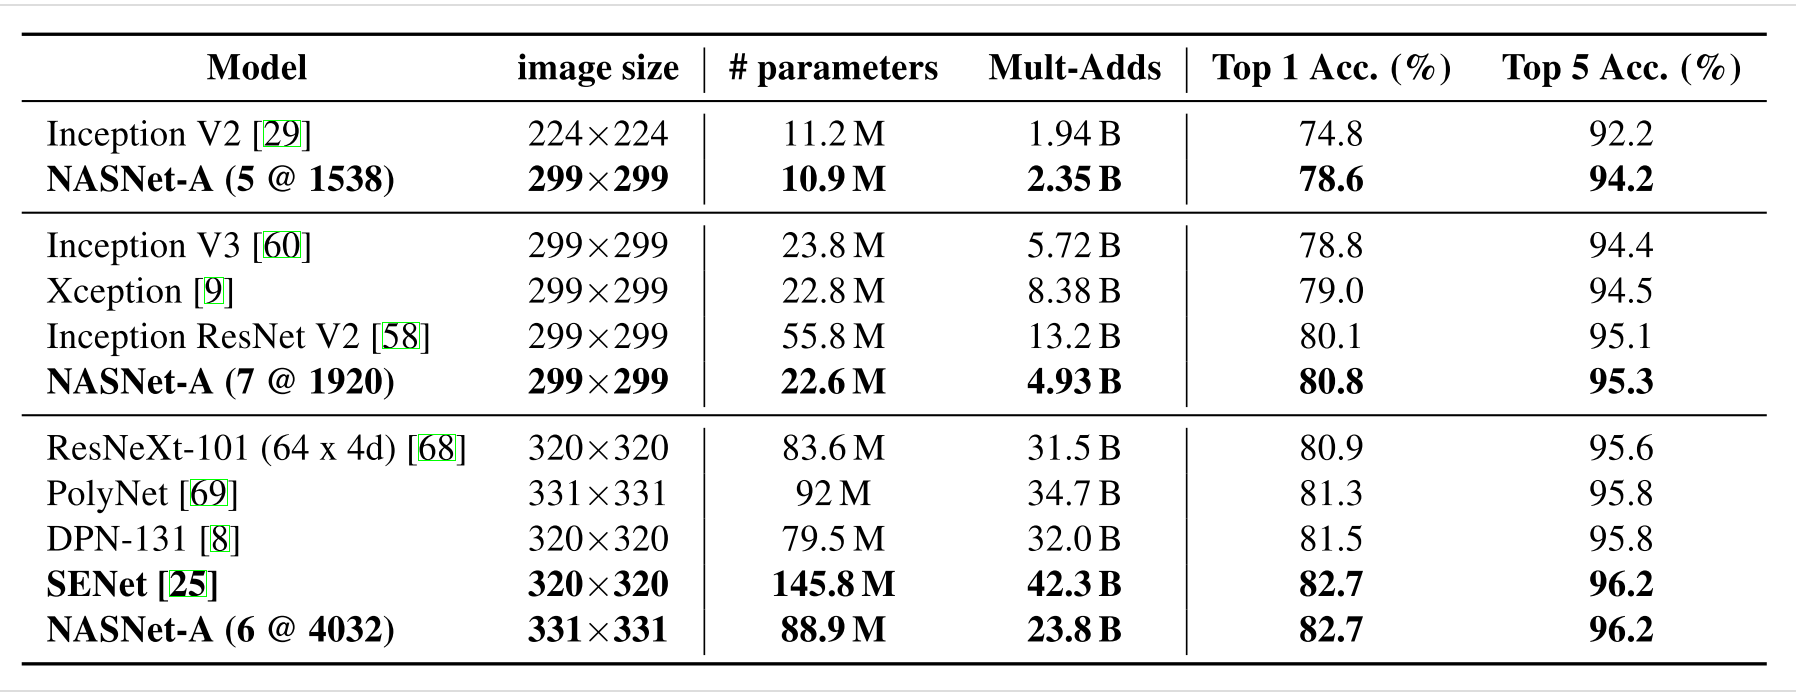 Model image size # parameters Mult-Adds Top 1 Acc. (%) Top 5 Acc. (%)
Inception V2 [29] 224×224 11.2 M 1.94 B 74.8 92.2
NASNet-A (5 @ 1538) 299×299 10.9 M 2.35 B 78.6 94.2
Inception V3 [60] 299×299 23.8 M 5.72 B 78.8 94.4
Xception [9] 299×299 22.8 M 8.38 B 79.0 94.5
Inception ResNet V2 [58] 299×299 55.8 M 13.2 B 80.1 95.1
NASNet-A (7 @ 1920) 299×299 22.6 M 4.93 B 80.8 95.3
ResNeXt-101 (64 x 4d) [68] 320×320 83.6 M 31.5 B 80.9 95.6
PolyNet [69] 331×331 92 M 34.7 B 81.3 95.8
DPN-131 [8] 320×320 79.5 M 32.0 B 81.5 95.8
SENet [25] 320×320 145.8 M 42.3 B 82.7 96.2
NASNet-A (6 @ 4032) 331×331 88.9 M 23.8 B 82.7 96.2